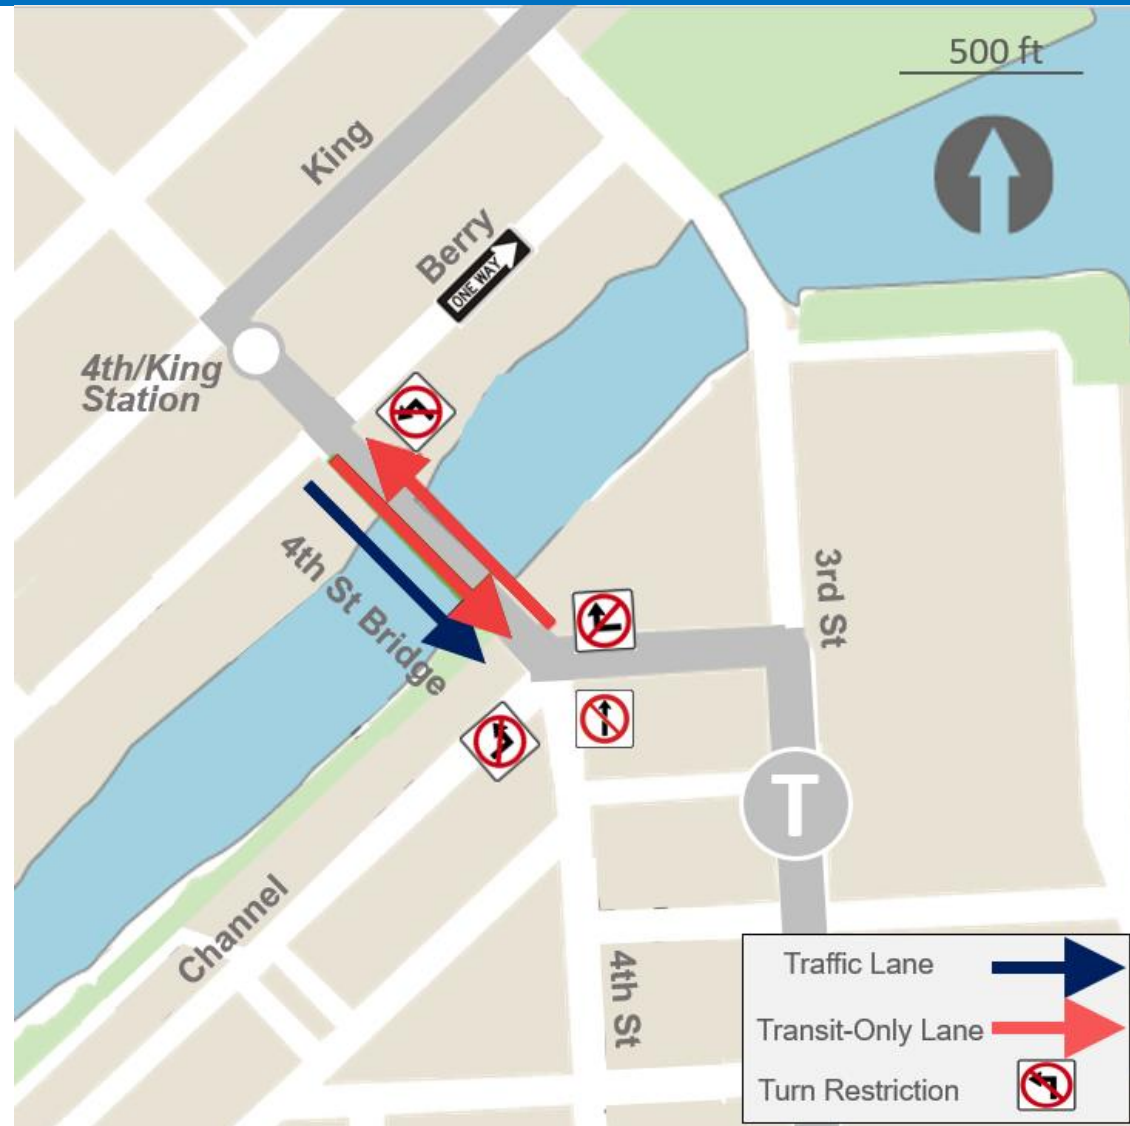 500 ft
King
Berry
ONE WAY
4th/King
Station
4th St Bridge
3rd St
T
Channel
4th St
Traffic Lane
Transit-Only Lane
Turn Restriction